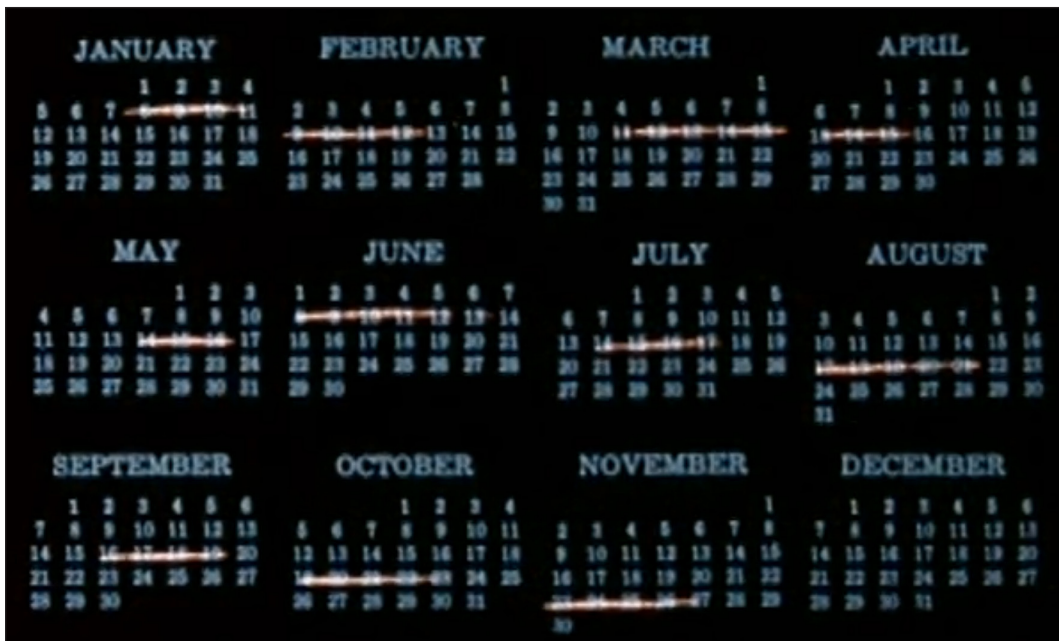 JANUARY
1 2 3 4
5 6 7 8 9 10 11
12 13 14 15 16 17 18
19 20 21 22 23 24 25
26 27 28 29 30 31
FEBRUARY
1
2 3 4 5 6 7 8
9 10 11 12 13 14 15
16 17 18 19 20 21 22
23 24 25 26 27 28
MARCH
1
2 3 4 5 6 7 8
9 10 11 12 13 14 15
16 17 18 19 20 21 22
23 24 25 26 27 28 29
30 31
APRIL
1 2 3 4 5
6 7 8 9 10 11 12
13 14 15 16 17 18 19
20 21 22 23 24 25 26
27 28 29 30
MAY
1 2 3
4 5 6 7 8 9 10
11 12 13 14 15 16 17
18 19 20 21 22 23 24
25 26 27 28 29 30 31
JUNE
1 2 3 4 5 6 7
8 9 10 11 12 13 14
15 16 17 18 19 20 21
22 23 24 25 26 27 28
29 30
JULY
1 2 3 4 5
6 7 8 9 10 11 12
13 14 15 16 17 18 19
20 21 22 23 24 25 26
27 28 29 30 31
AUGUST
1 2
3 4 5 6 7 8 9
10 11 12 13 14 15 16
17 18 19 20 21 22 23
24 25 26 27 28 29 30
31
SEPTEMBER
1 2 3 4 5 6
7 8 9 10 11 12 13
14 15 16 17 18 19 20
21 22 23 24 25 26 27
28 29 30
OCTOBER
1 2 3 4
5 6 7 8 9 10 11
12 13 14 15 16 17 18
19 20 21 22 23 24 25
26 27 28 29 30 31
NOVEMBER
1
2 3 4 5 6 7 8
9 10 11 12 13 14 15
16 17 18 19 20 21 22
23 24 25 26 27 28 29
30
DECEMBER
1 2 3 4 5 6
7 8 9 10 11 12 13
14 15 16 17 18 19 20
21 22 23 24 25 26 27
28 29 30 31